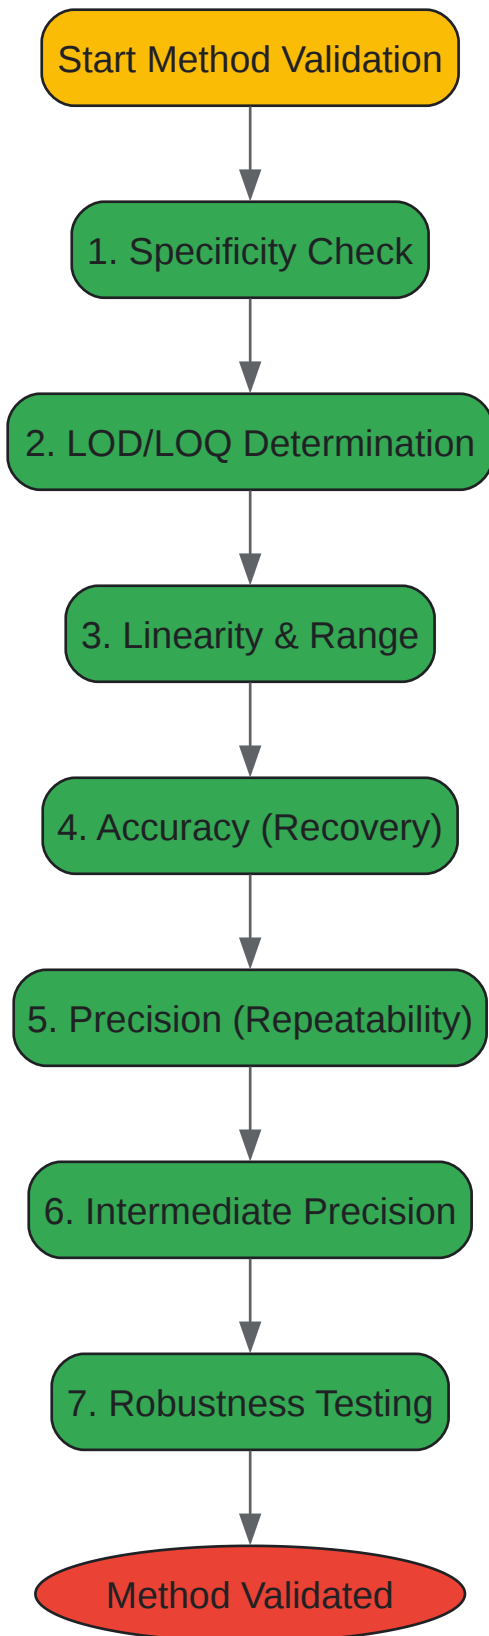 Start Method Validation
1. Specificity Check
2. LOD/LOQ Determination
3. Linearity & Range
4. Accuracy (Recovery)
5. Precision (Repeatability)
6. Intermediate Precision
7. Robustness Testing
Method Validated